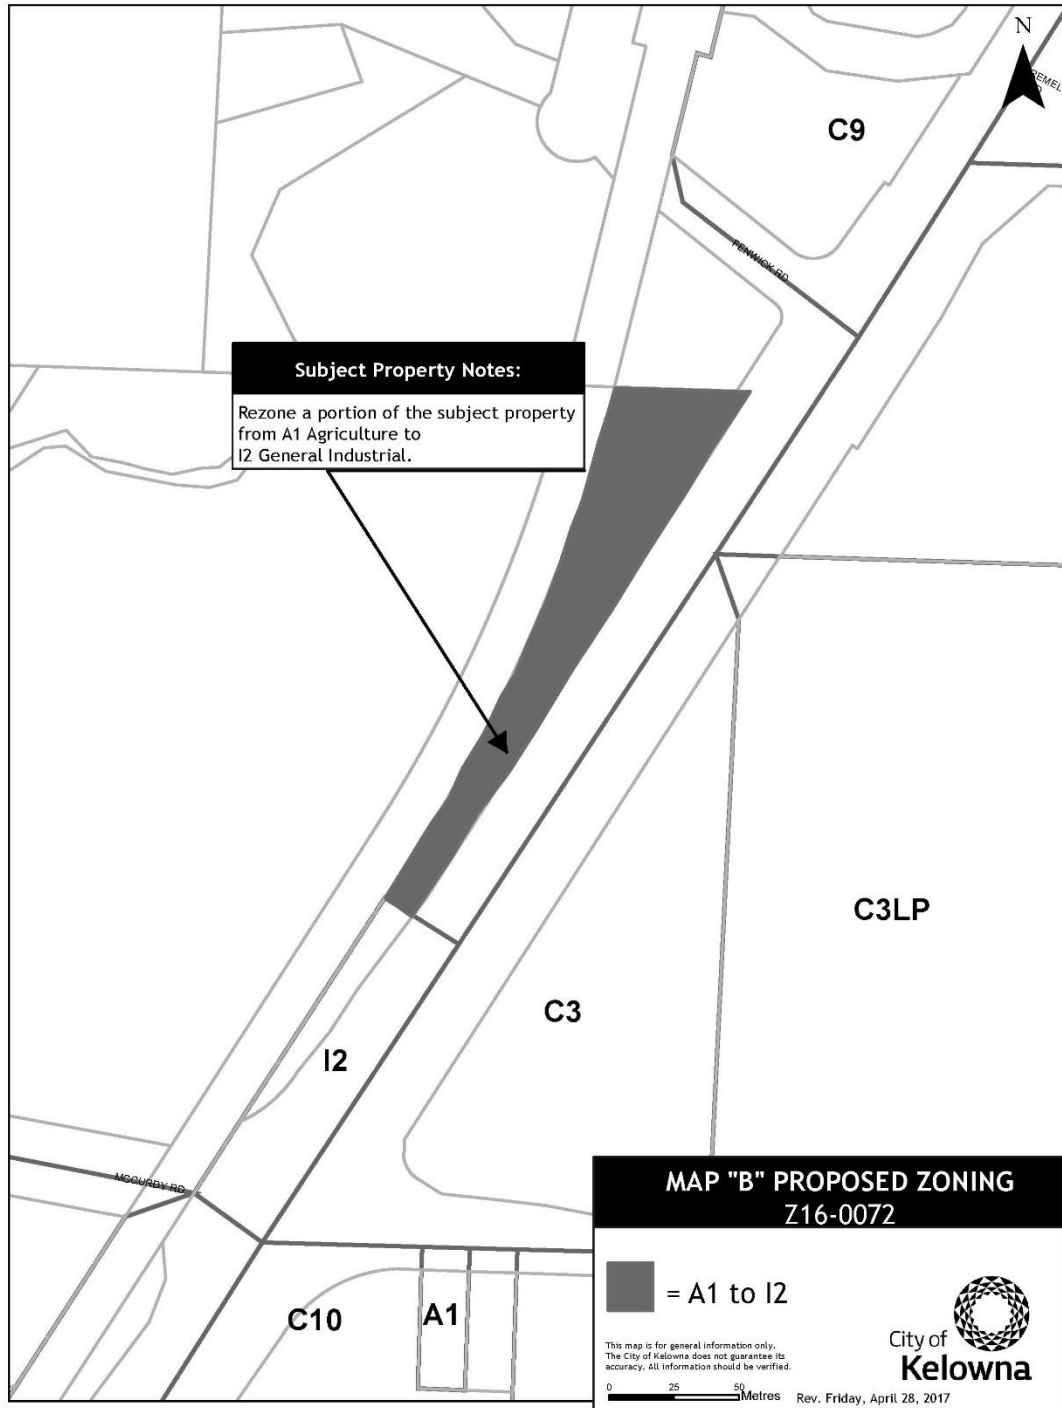 N
C9
PENWICK RD
Subject Property Notes:
Rezone a portion of the subject property
from A1 Agriculture to
I2 General Industrial.
C3LP
C3
I2
MCCURDY RD
C10
A1
MAP "B" PROPOSED ZONING
Z16-0072
= A1 to I2
This map is for general information only.
The City of Kelowna does not guarantee its
accuracy. All information should be verified.
0 25 50 Metres
Rev. Friday, April 28, 2017
City of
Kelowna